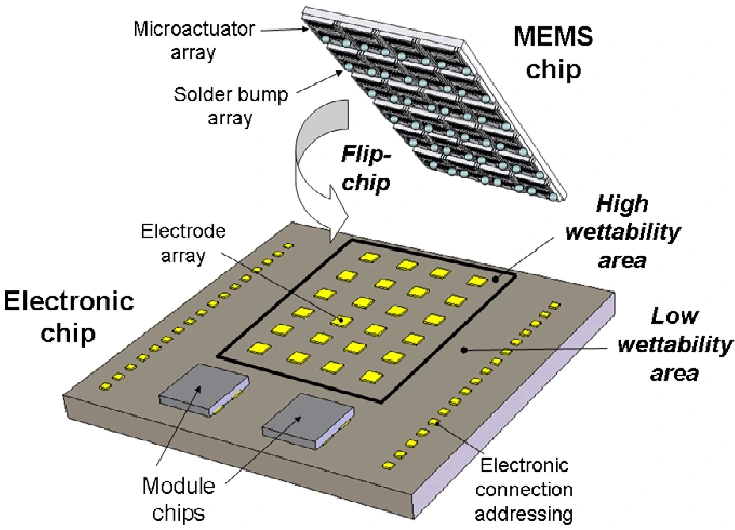 Microactuator
array
MEMS
chip
Solder bump
array
Flip-
chip
High
wettability
area
Electrode
array
Electronic
chip
Low
wettability
area
Module
chips
Electronic
connection
addressing